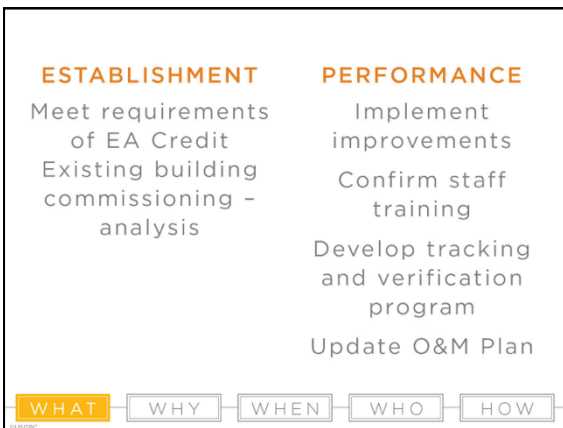 ESTABLISHMENT
Meet requirements
of EA Credit
Existing building
commissioning –
analysis
PERFORMANCE
Implement
improvements
Confirm staff
training
Develop tracking
and verification
program
Update O&M Plan
WHAT
WHY
WHEN
WHO
HOW
©USGBC